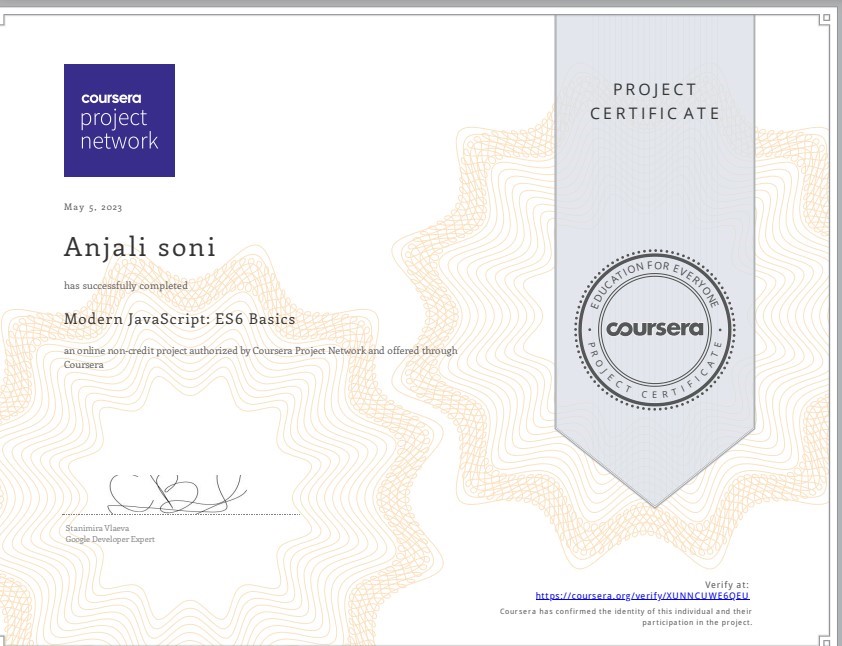 coursera
project
network
PROJECT
CERTIFICATE
May 5, 2023
Anjali soni
has successfully completed
Modern JavaScript: ES6 Basics
an online non-credit project authorized by Coursera Project Network and offered through
Coursera
EDUCATION FOR EVERYONE
coursera
PROJECT CERTIFICATE
Stanimira Vlaeva
Google Developer Expert
Verify at:
https://coursera.org/verify/XUNNCUWE6QEU
Coursera has confirmed the identity of this individual and their
participation in the project.